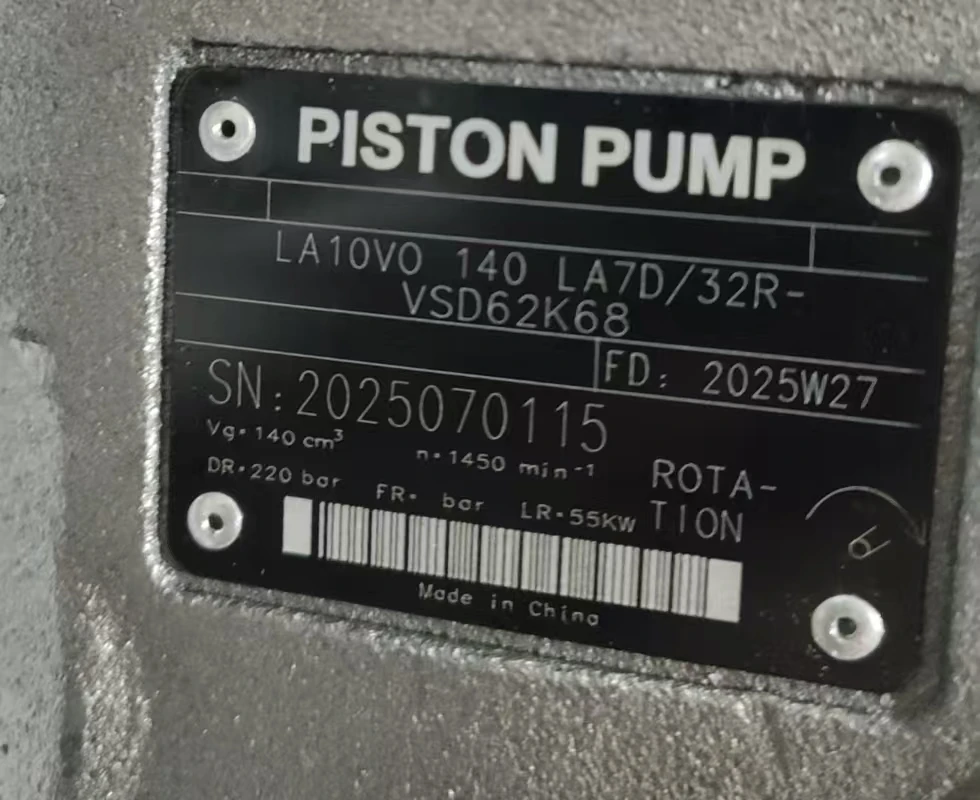 PISTON PUMP
LA10VO 140 LA7D/32R-
VSD62K68
FD: 2025W27
SN:2025070115
Vg=140 cm³
n=1450 min⁻¹
DR=220 bar
FR= bar
LR=55KW
ROTA-
TION
Made in China